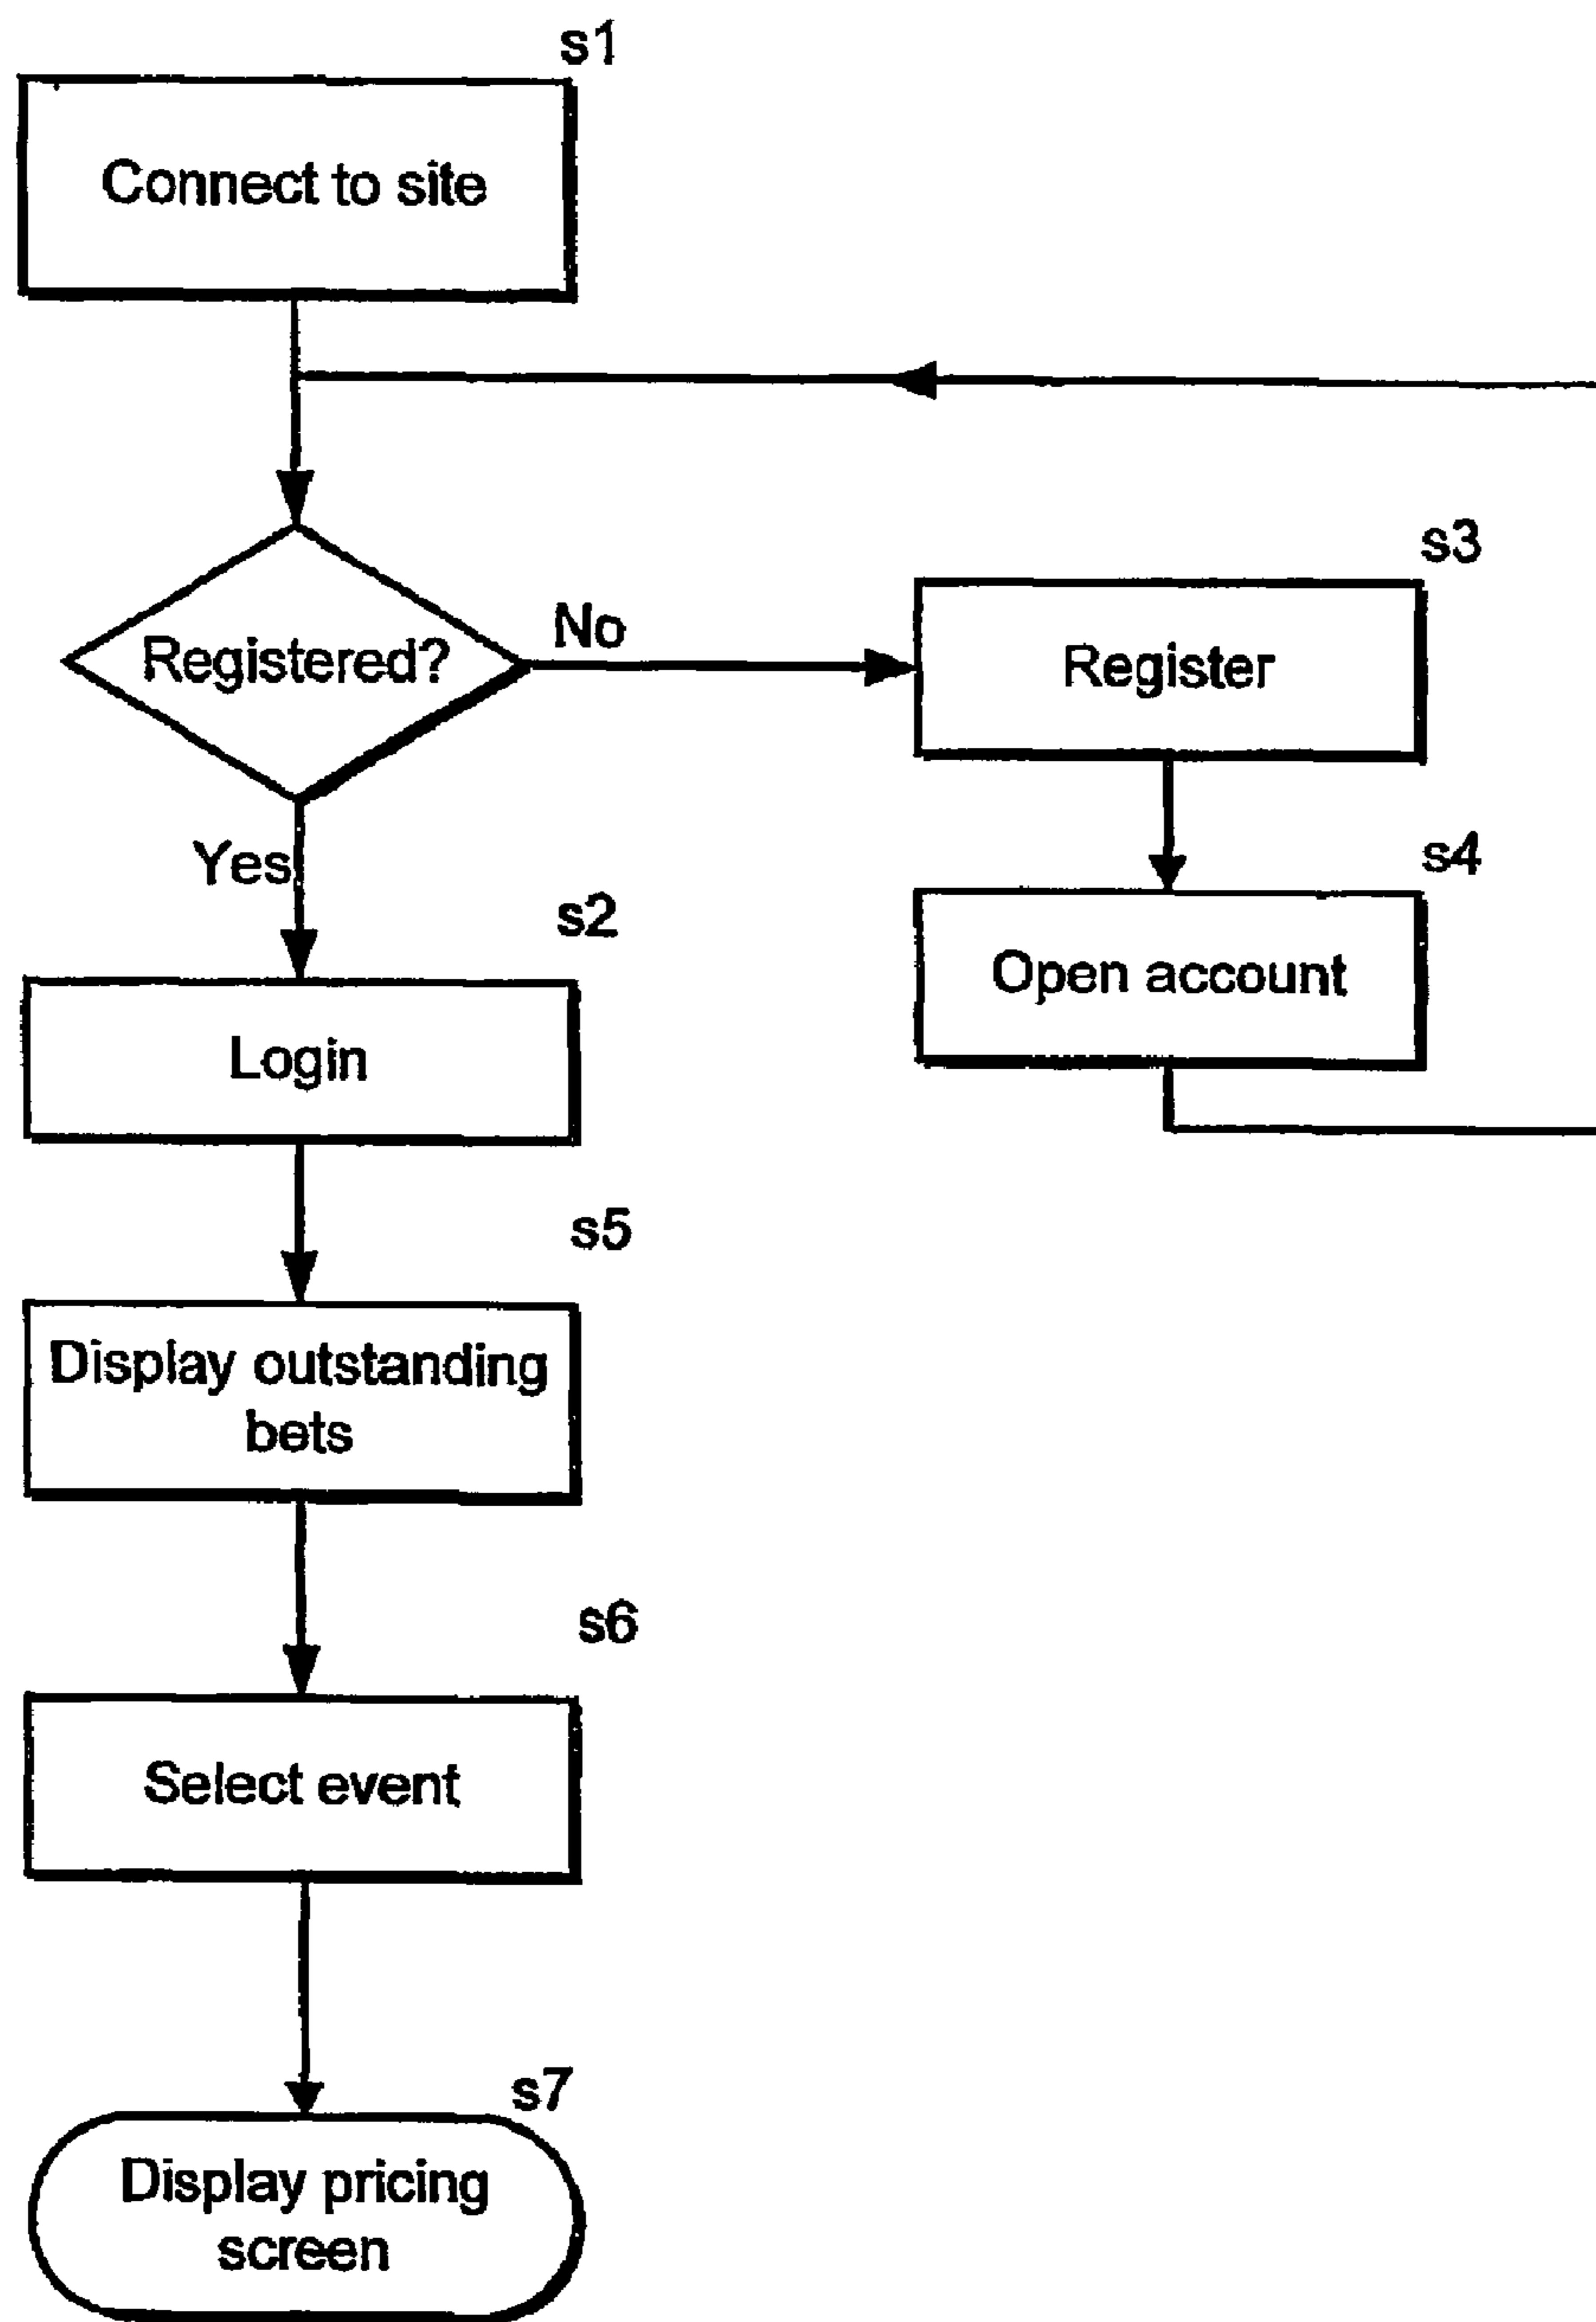 s1
Connect to site
Registered?
No
s3
Register
Yes
s4
Open account
s2
Login
s5
Display outstanding
bets
s6
Select event
s7
Display pricing
screen